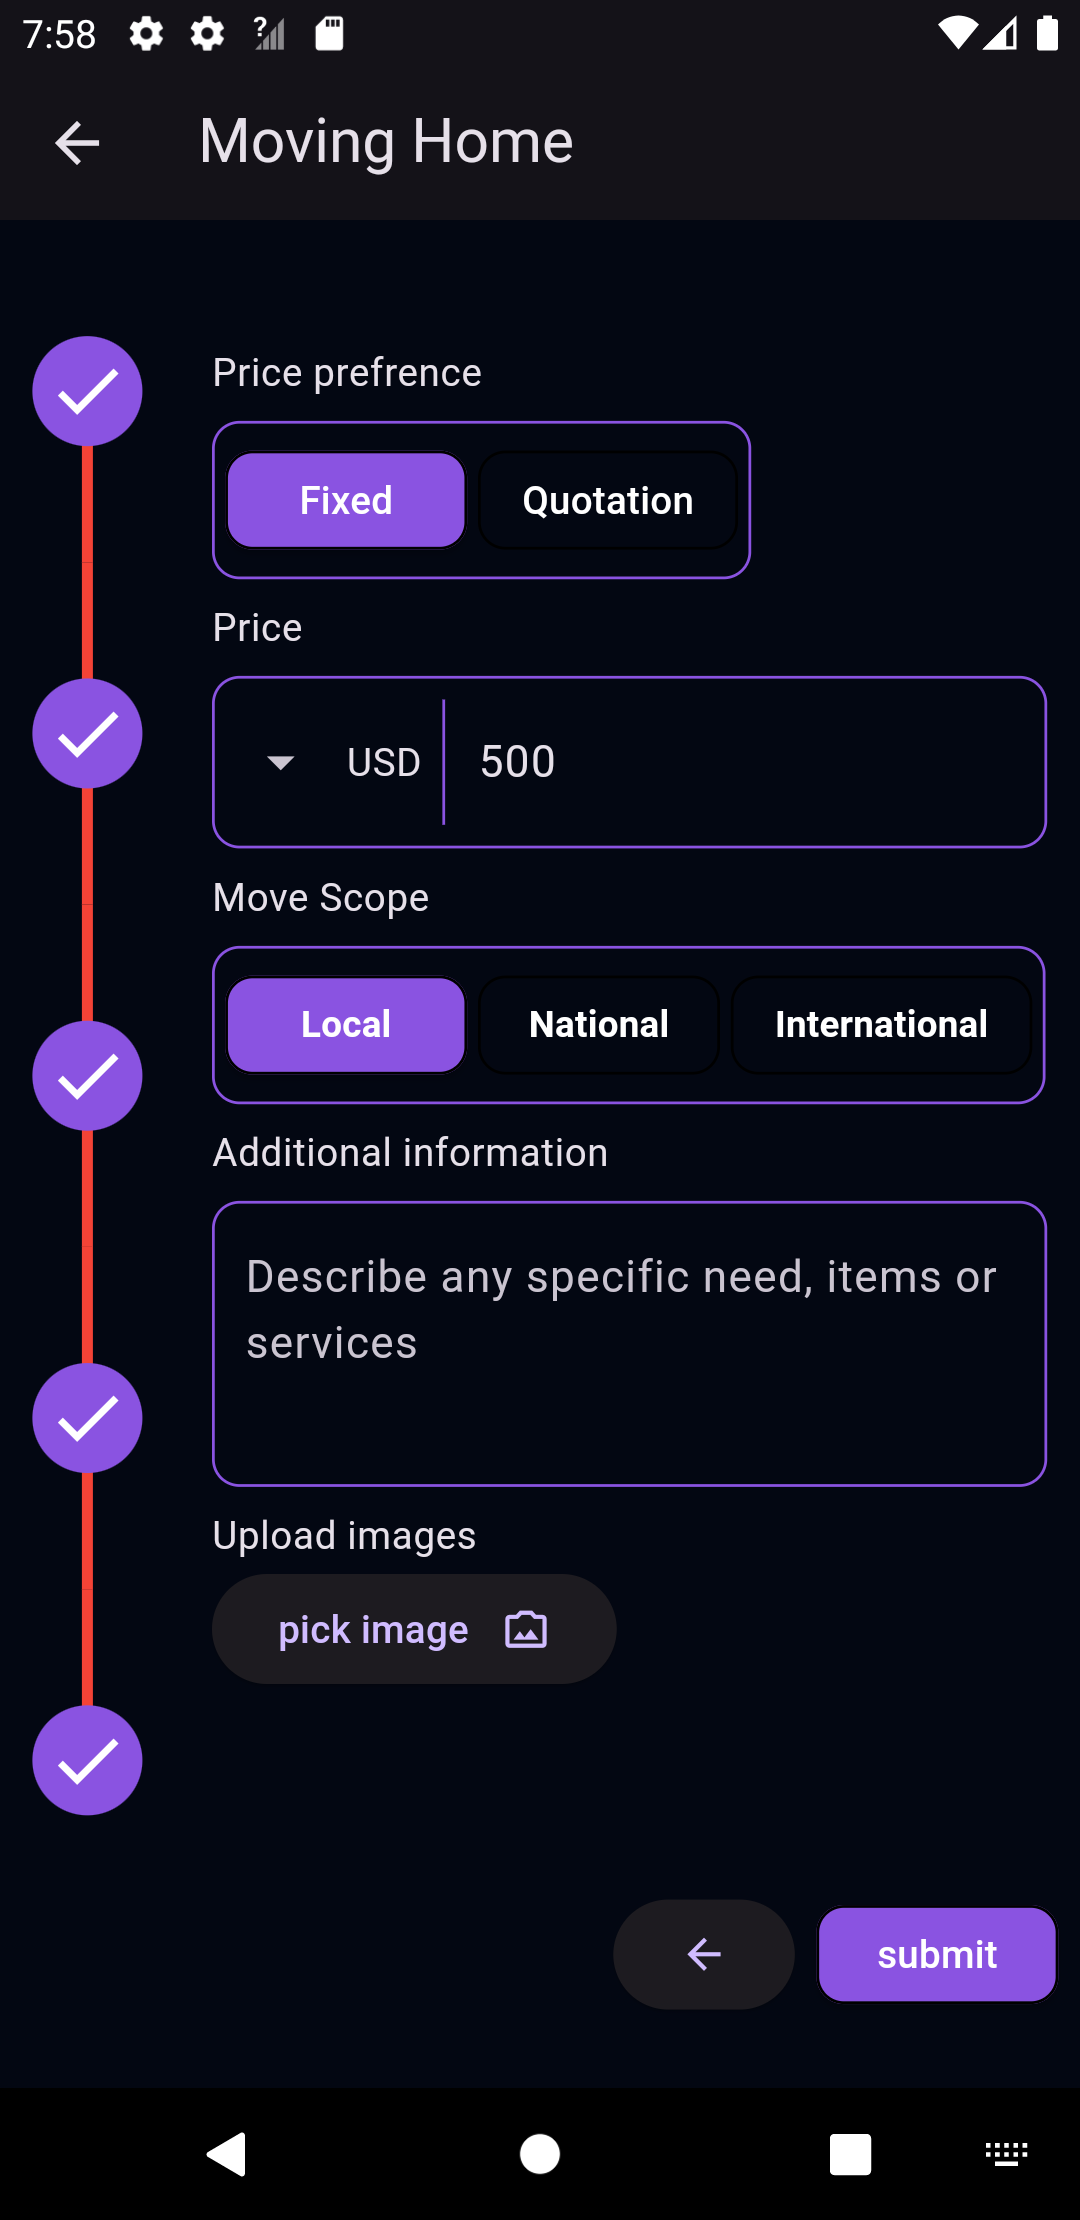 7:58
Moving Home
Price prefrence
Fixed Quotation
Price
USD 500
Move Scope
Local National International
Additional information
Describe any specific need, items or
services
Upload images
pick image
submit